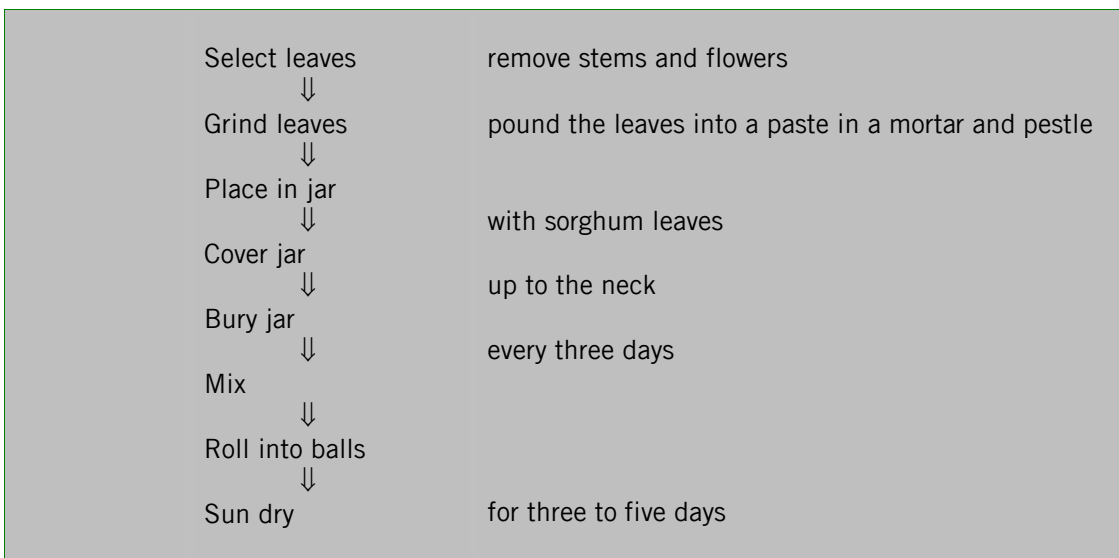 Select leaves remove stems and flowers
⇓
Grind leaves pound the leaves into a paste in a mortar and pestle
⇓
Place in jar
⇓ with sorghum leaves
Cover jar
⇓ up to the neck
Bury jar
⇓ every three days
Mix
⇓
Roll into balls
⇓
Sun dry for three to five days